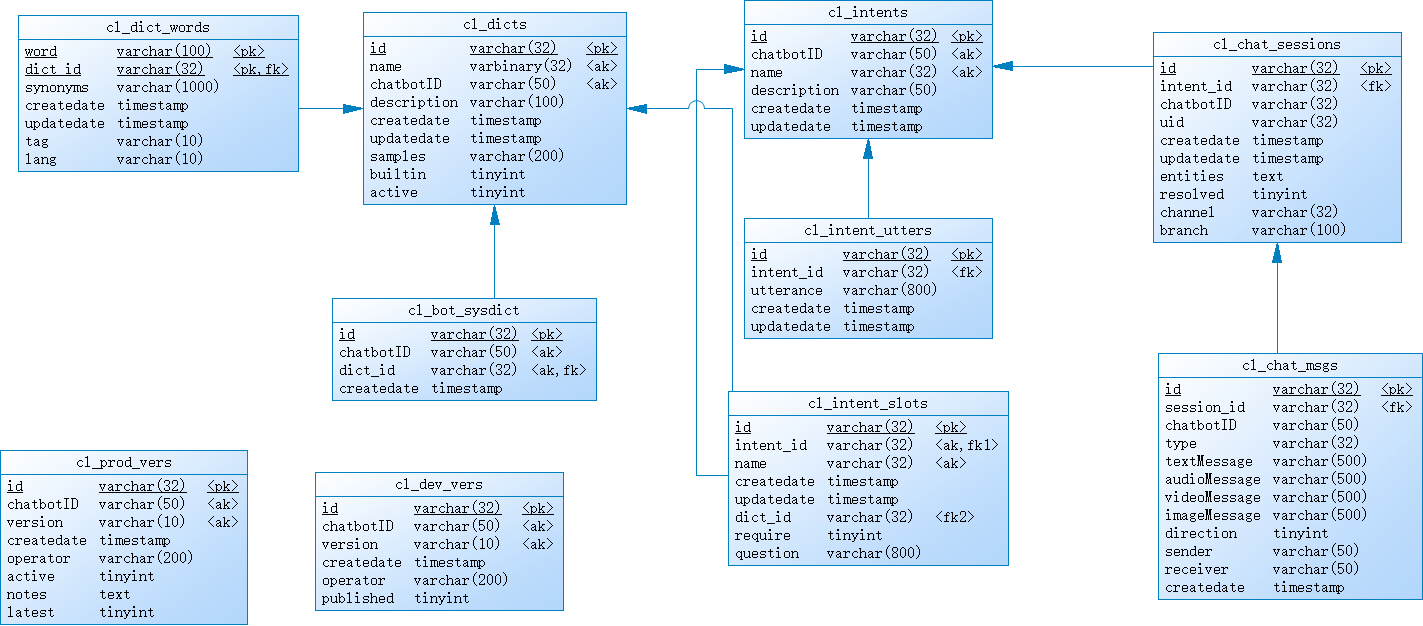 cl_dict_words
word varchar(100) <pk>
dict_id varchar(32) <pk,fk>
synonyms varchar(1000)
createdate timestamp
updatedate timestamp
tag varchar(10)
lang varchar(10)
cl_dicts
id varchar(32) <pk>
name varbinary(32) <ak>
chatbotID varchar(50) <ak>
description varchar(100)
createdate timestamp
updatedate timestamp
samples varchar(200)
builtin tinyint
active tinyint
cl_intents
id varchar(32) <pk>
chatbotID varchar(50) <ak>
name varchar(32) <ak>
description varchar(50)
createdate timestamp
updatedate timestamp
cl_chat_sessions
id varchar(32) <pk>
intent_id varchar(32) <fk>
chatbotID varchar(32)
uid varchar(32)
createdate timestamp
updatedate timestamp
entities text
resolved tinyint
channel varchar(32)
branch varchar(100)
cl_intent_utters
id varchar(32) <pk>
intent_id varchar(32) <fk>
utterance varchar(800)
createdate timestamp
updatedate timestamp
cl_bot_sysdict
id varchar(32) <pk>
chatbotID varchar(50) <ak>
dict_id varchar(32) <ak,fk>
createdate timestamp
cl_intent_slots
id varchar(32) <pk>
intent_id varchar(32) <ak,fk1>
name varchar(32) <ak>
createdate timestamp
updatedate timestamp
dict_id varchar(32) <fk2>
require tinyint
question varchar(800)
cl_chat_msgs
id varchar(32) <pk>
session_id varchar(32) <fk>
chatbotID varchar(50)
type varchar(32)
textMessage varchar(500)
audioMessage varchar(500)
videoMessage varchar(500)
imageMessage varchar(500)
direction tinyint
sender varchar(50)
receiver varchar(50)
createdate timestamp
cl_prod_vers
id varchar(32) <pk>
chatbotID varchar(50) <ak>
version varchar(10) <ak>
createdate timestamp
operator varchar(200)
active tinyint
notes text
latest tinyint
cl_dev_vers
id varchar(32) <pk>
chatbotID varchar(50) <ak>
version varchar(10) <ak>
createdate timestamp
operator varchar(200)
published tinyint